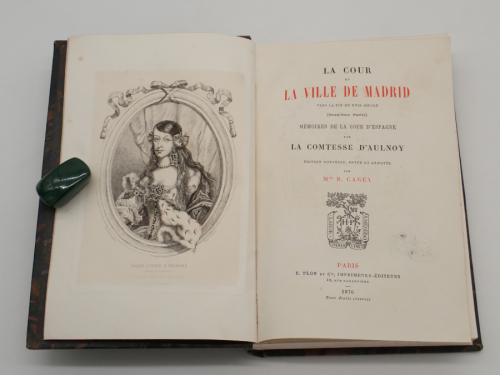 LA COUR
ET
LA VILLE DE MADRID
VERS LA FIN DU XVIIe SIÈCLE
(Deuxième Partie)
MÉMOIRES DE LA COUR D'ESPAGNE
PAR
LA COMTESSE D'AULNOY
ÉDITION NOUVELLE, REVUE ET ANNOTÉE
PAR
Mme B. CAREY
PARIS
E. PLON ET Cie, IMPRIMEURS-ÉDITEURS
10, RUE GARANCIÈRE
1876
Tous droits réservés